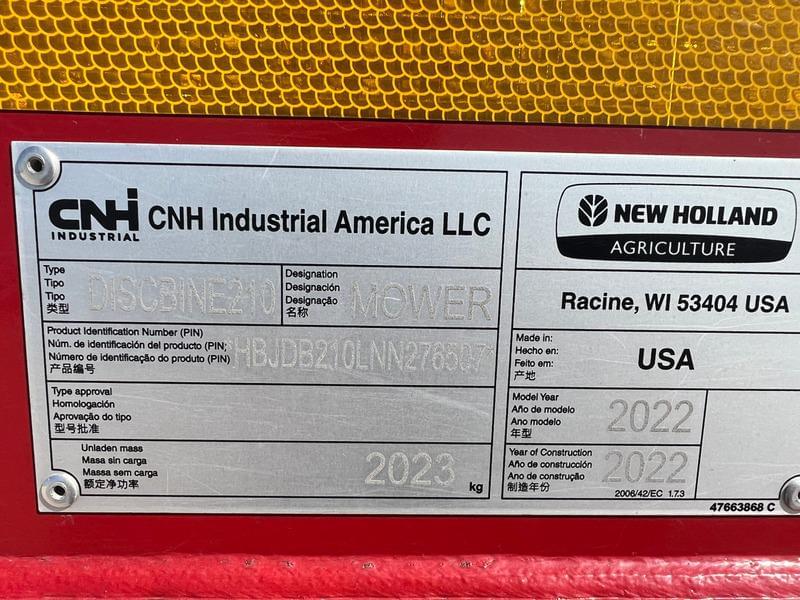 CNHi INDUSTRIAL CNH Industrial America LLC
Type
Tipo
Tipo
类型
DISCBINE210
Designation
Designación
Designação
名称
MOWER
Product Identification Number (PIN)
Núm. de identificación del producto (PIN)
Número de identificação do produto (PIN)
产品编号
*HBJDB210LNN276507*
Type approval
Homologación
Aprovação do tipo
型号批准
Unladen mass
Masa sin carga
Massa sem carga
额定净功率
2023
kg
NEW HOLLAND
AGRICULTURE
Racine, WI 53404 USA
Made in:
Hecho en:
Feito em:
产地
USA
Model Year
Año de modelo
Ano modelo
年型
2022
Year of Construction
Año de construcción
Ano de construção
制造年份
2022
2006/42/EC 1.7.3
47663868 C